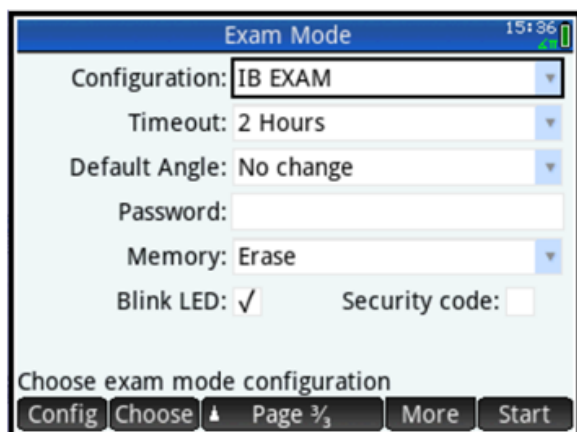 Exam Mode 15:36
Configuration: IB EXAM
Timeout: 2 Hours
Default Angle: No change
Password:
Memory: Erase
Blink LED: √ Security code:
Choose exam mode configuration
Config Choose Page ³⁄₃ More Start